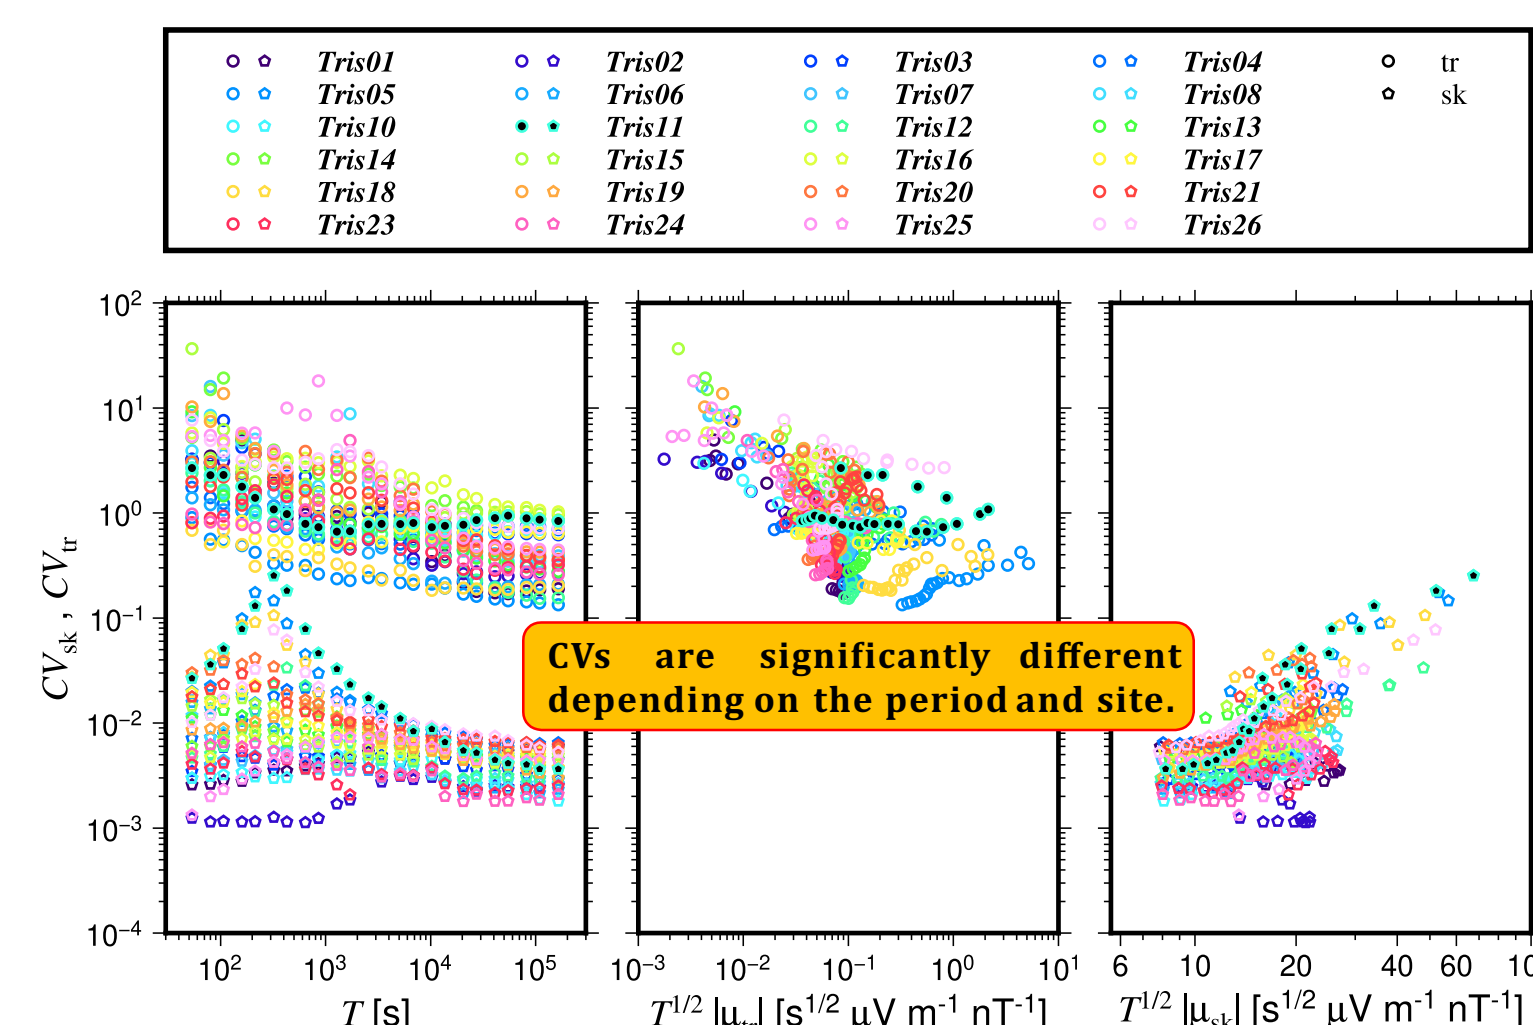 Tris01 Tris02 Tris03 Tris04 tr
Tris05 Tris06 Tris07 Tris08 sk
Tris10 Tris11 Tris12 Tris13
Tris14 Tris15 Tris16 Tris17
Tris18 Tris19 Tris20 Tris21
Tris23 Tris24 Tris25 Tris26
CV_sk , CV_tr
10^2
10^1
10^0
10^−1
10^−2
10^−3
10^−4
CVs are significantly different
depending on the period and site.
10^2 10^3 10^4 10^5
10^−3 10^−2 10^−1 10^0 10^1
6 10 20 40 60
T [s]
T^1/2 |μ_tr| [s^1/2 μV m^-1 nT^-1]
T^1/2 |μ_sk| [s^1/2 μV m^-1 nT^-1]